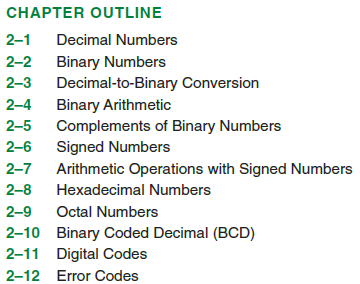 CHAPTER OUTLINE
2–1 Decimal Numbers
2–2 Binary Numbers
2–3 Decimal-to-Binary Conversion
2–4 Binary Arithmetic
2–5 Complements of Binary Numbers
2–6 Signed Numbers
2–7 Arithmetic Operations with Signed Numbers
2–8 Hexadecimal Numbers
2–9 Octal Numbers
2–10 Binary Coded Decimal (BCD)
2–11 Digital Codes
2–12 Error Codes